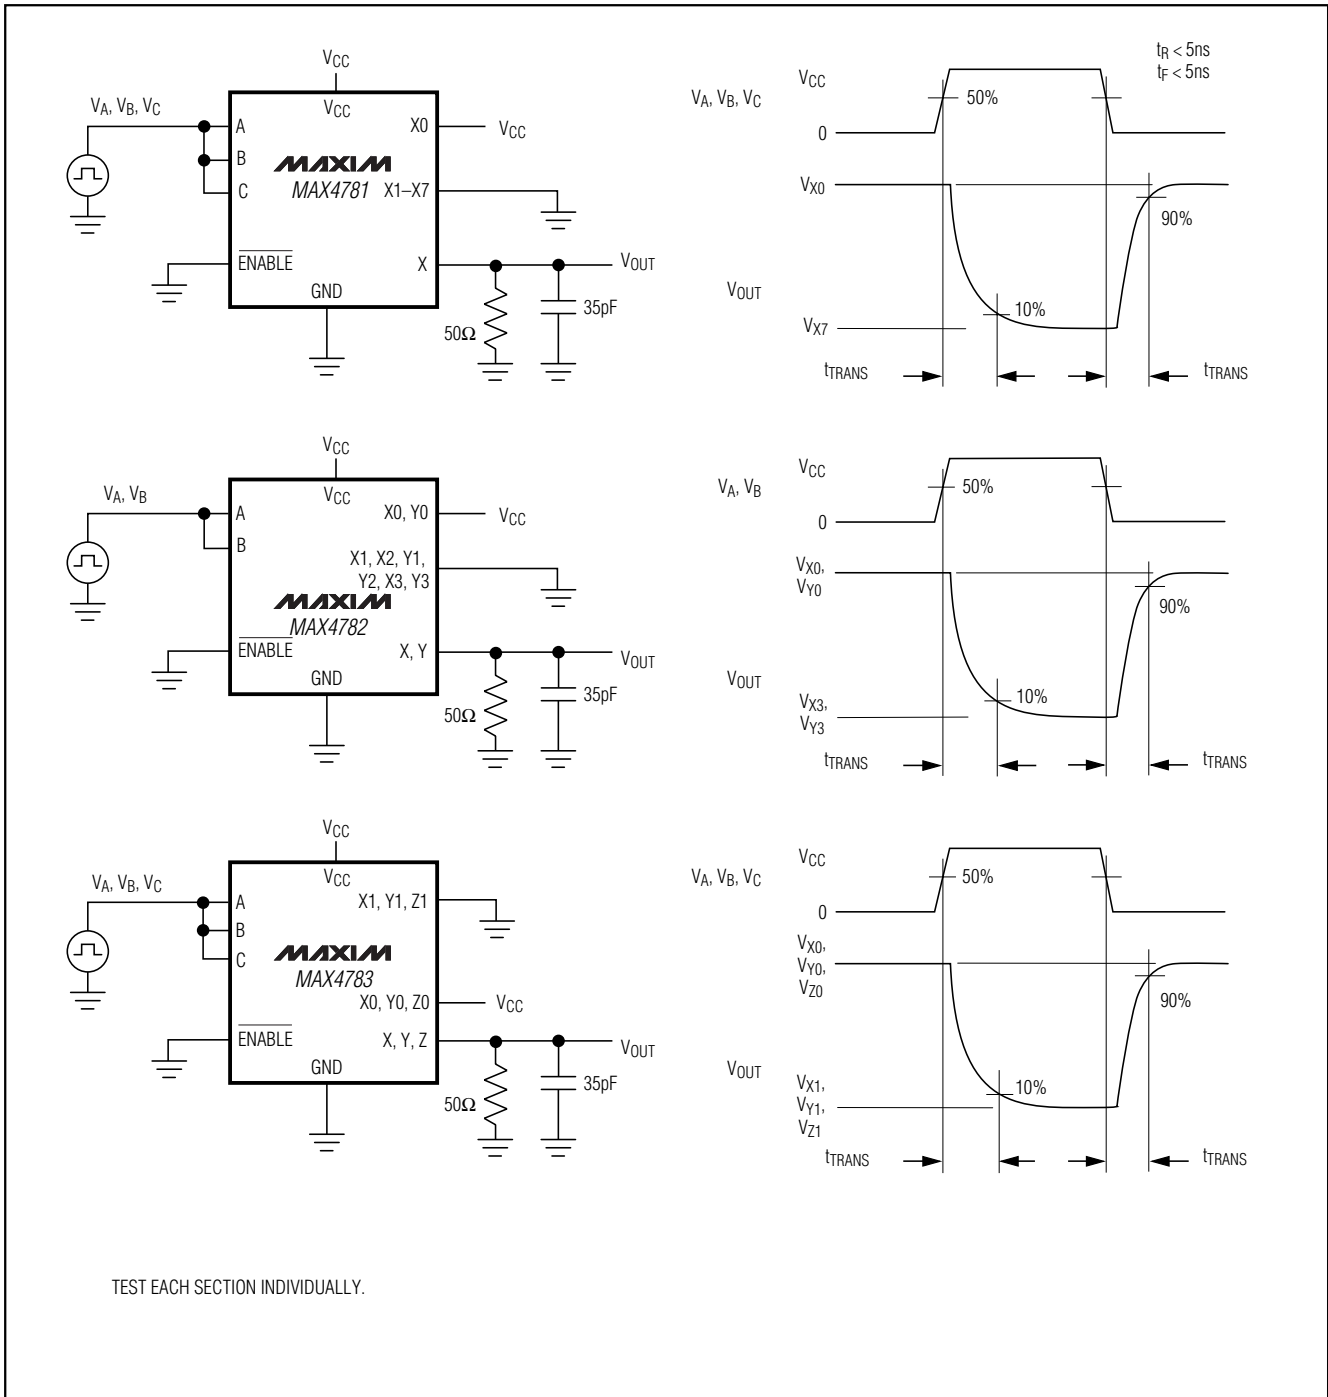 VCC
VA, VB, VC
VCC
A
X0
VCC
B
MAXIM
MAX4781
C
X1–X7
ENABLE
X
VOUT
GND
50Ω
35pF
tR < 5ns
tF < 5ns
VA, VB, VC
VCC
50%
0
VX0
90%
VOUT
10%
VX7
tTRANS
tTRANS
VCC
VA, VB
VCC
A
X0, Y0
VCC
B
X1, X2, Y1,
Y2, X3, Y3
MAXIM
MAX4782
ENABLE
X, Y
VOUT
GND
50Ω
35pF
VA, VB
VCC
50%
0
VX0,
VY0
90%
VOUT
10%
VX3,
VY3
tTRANS
tTRANS
VCC
VA, VB, VC
VCC
A
X1, Y1, Z1
B
C
MAXIM
MAX4783
X0, Y0, Z0
VCC
ENABLE
X, Y, Z
VOUT
GND
50Ω
35pF
VA, VB, VC
VCC
50%
0
VX0,
VY0,
VZ0
90%
VOUT
10%
VX1,
VY1,
VZ1
tTRANS
tTRANS
TEST EACH SECTION INDIVIDUALLY.